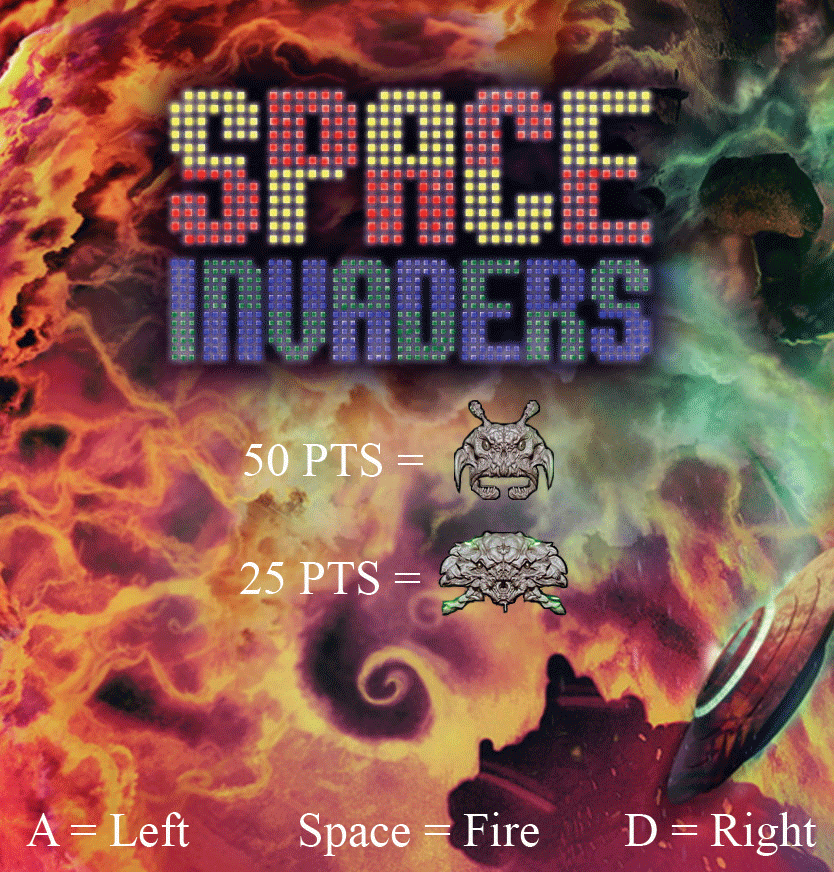 SPACE
INVADERS
50 PTS =
25 PTS =
A = Left Space = Fire D = Right